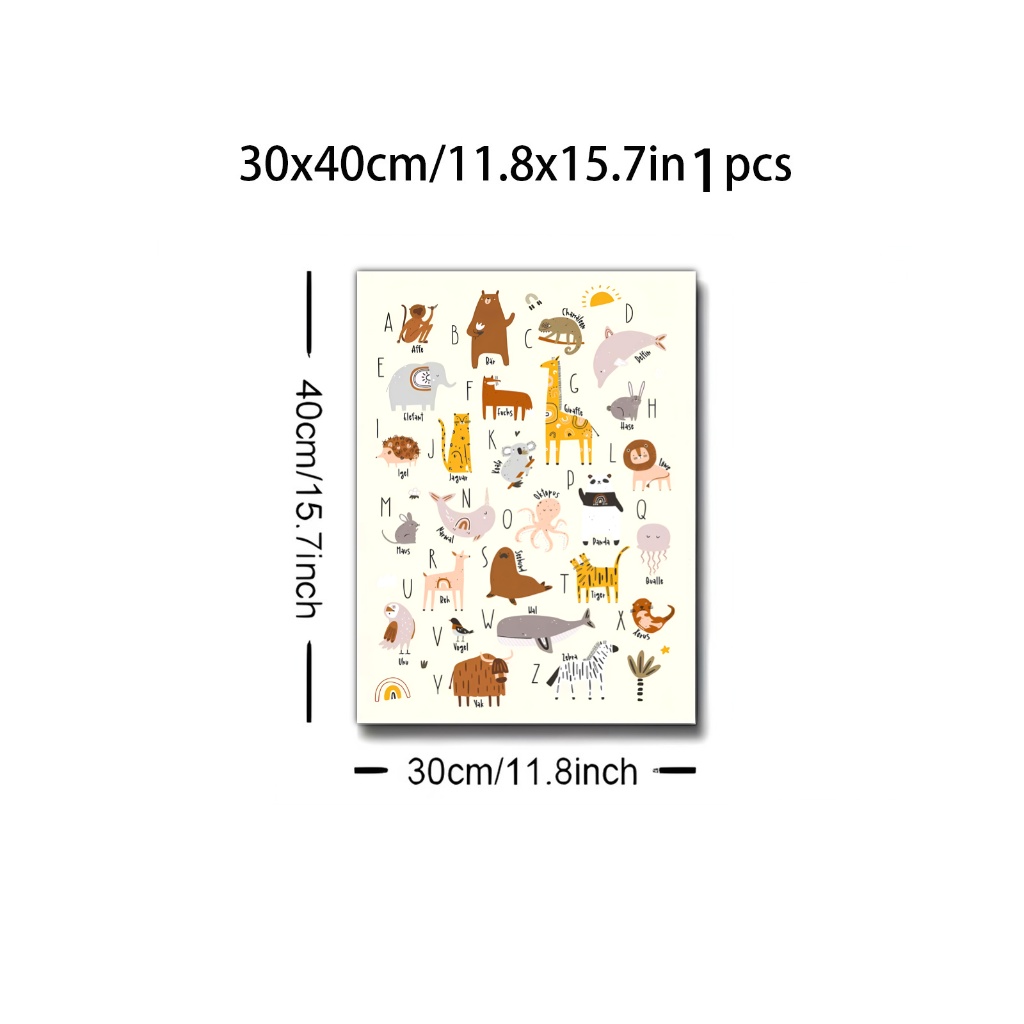 30x40cm/11.8x15.7in 1 pcs
40cm/15.7inch
A
Affe
B
Bär
C
Chamäleon
D
Delfin
E
Elefant
F
Fuchs
G
Giraffe
H
Hase
I
Igel
J
Jaguar
K
Koala
L
Löwe
M
Maus
N
Narwal
O
Oktopus
P
Panda
Q
Qualle
R
Reh
S
Seehund
T
Tiger
U
Uhu
V
Vogel
W
Wal
X
Xerus
Y
Yak
Z
Zebra
30cm/11.8inch